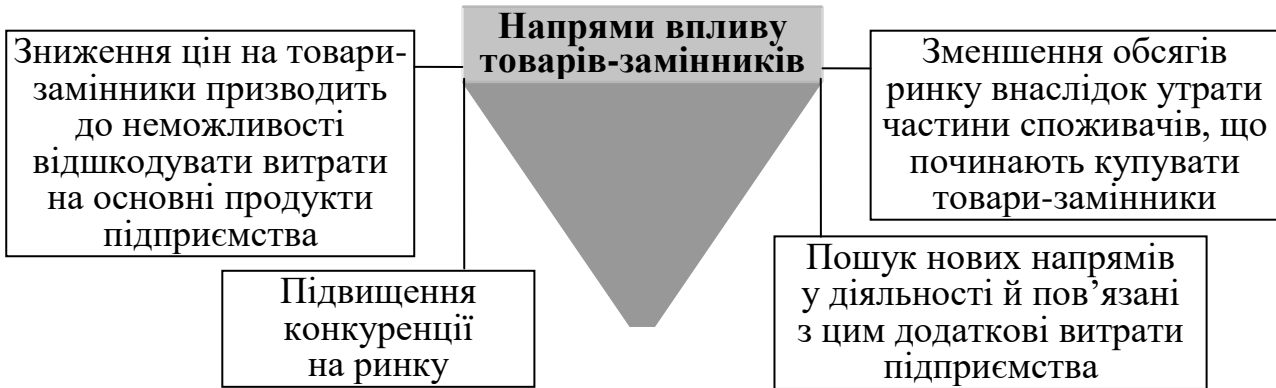 Напрями впливу
товарів-замінників
Зниження цін на товари-
замінники призводить
до неможливості
відшкодувати витрати
на основні продукти
підприємства
Зменшення обсягів
ринку внаслідок утрати
частини споживачів, що
починають купувати
товари-замінники
Підвищення
конкуренції
на ринку
Пошук нових напрямів
у діяльності й пов’язані
з цим додаткові витрати
підприємства